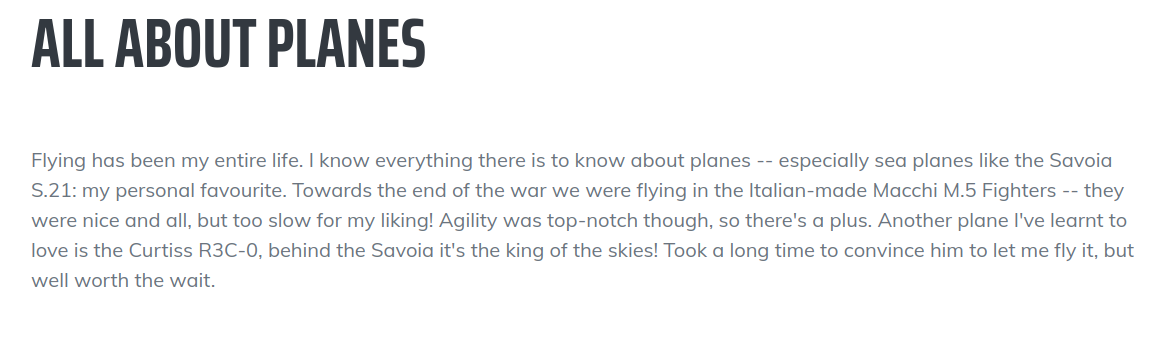 ALL ABOUT PLANES
Flying has been my entire life. I know everything there is to know about planes -- especially sea planes like the Savoia
S.21: my personal favourite. Towards the end of the war we were flying in the Italian-made Macchi M.5 Fighters -- they
were nice and all, but too slow for my liking! Agility was top-notch though, so there's a plus. Another plane I've learnt to
love is the Curtiss R3C-0, behind the Savoia it's the king of the skies! Took a long time to convince him to let me fly it, but
well worth the wait.